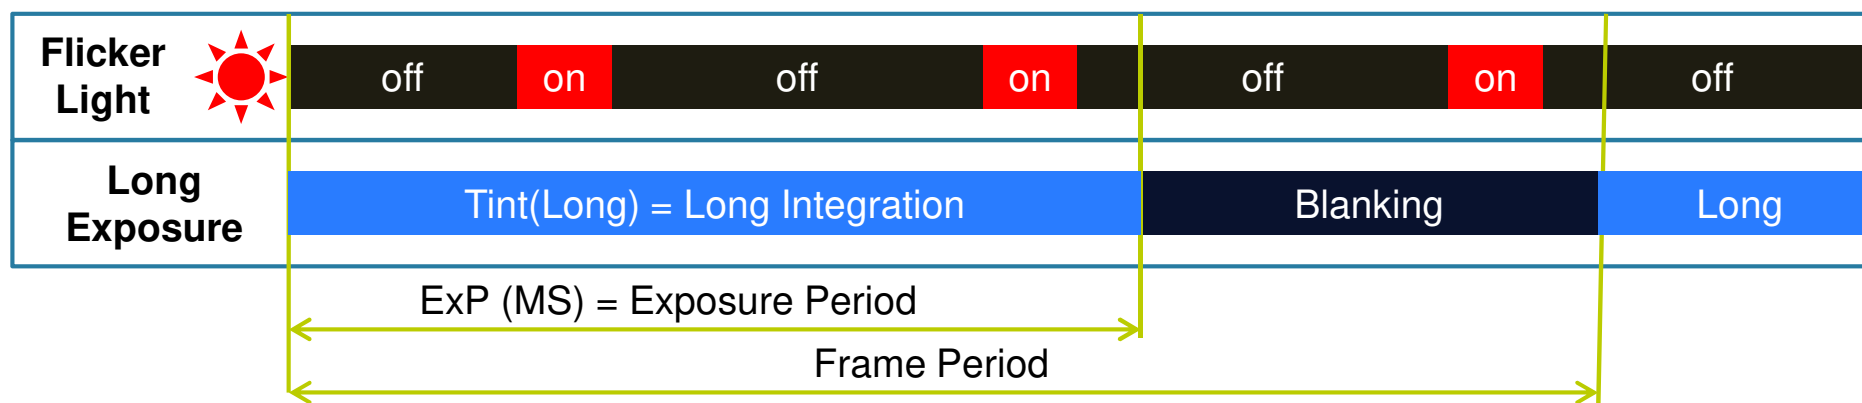 Flicker
Light
off on off on off on off
Long
Exposure
Tint(Long) = Long Integration Blanking Long
ExP (MS) = Exposure Period
Frame Period